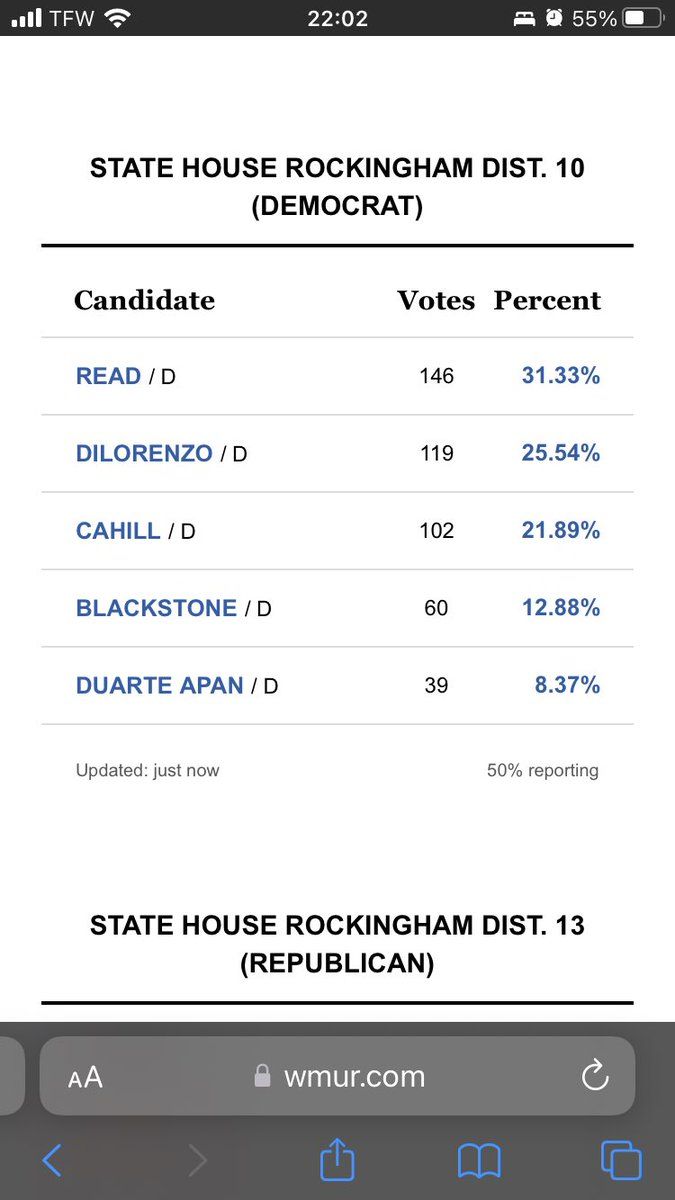 TFW 22:02 55%
STATE HOUSE ROCKINGHAM DIST. 10
(DEMOCRAT)
Candidate Votes Percent
READ / D 146 31.33%
DILORENZO / D 119 25.54%
CAHILL / D 102 21.89%
BLACKSTONE / D 60 12.88%
DUARTE APAN / D 39 8.37%
Updated: just now 50% reporting
STATE HOUSE ROCKINGHAM DIST. 13
(REPUBLICAN)
AA wmur.com